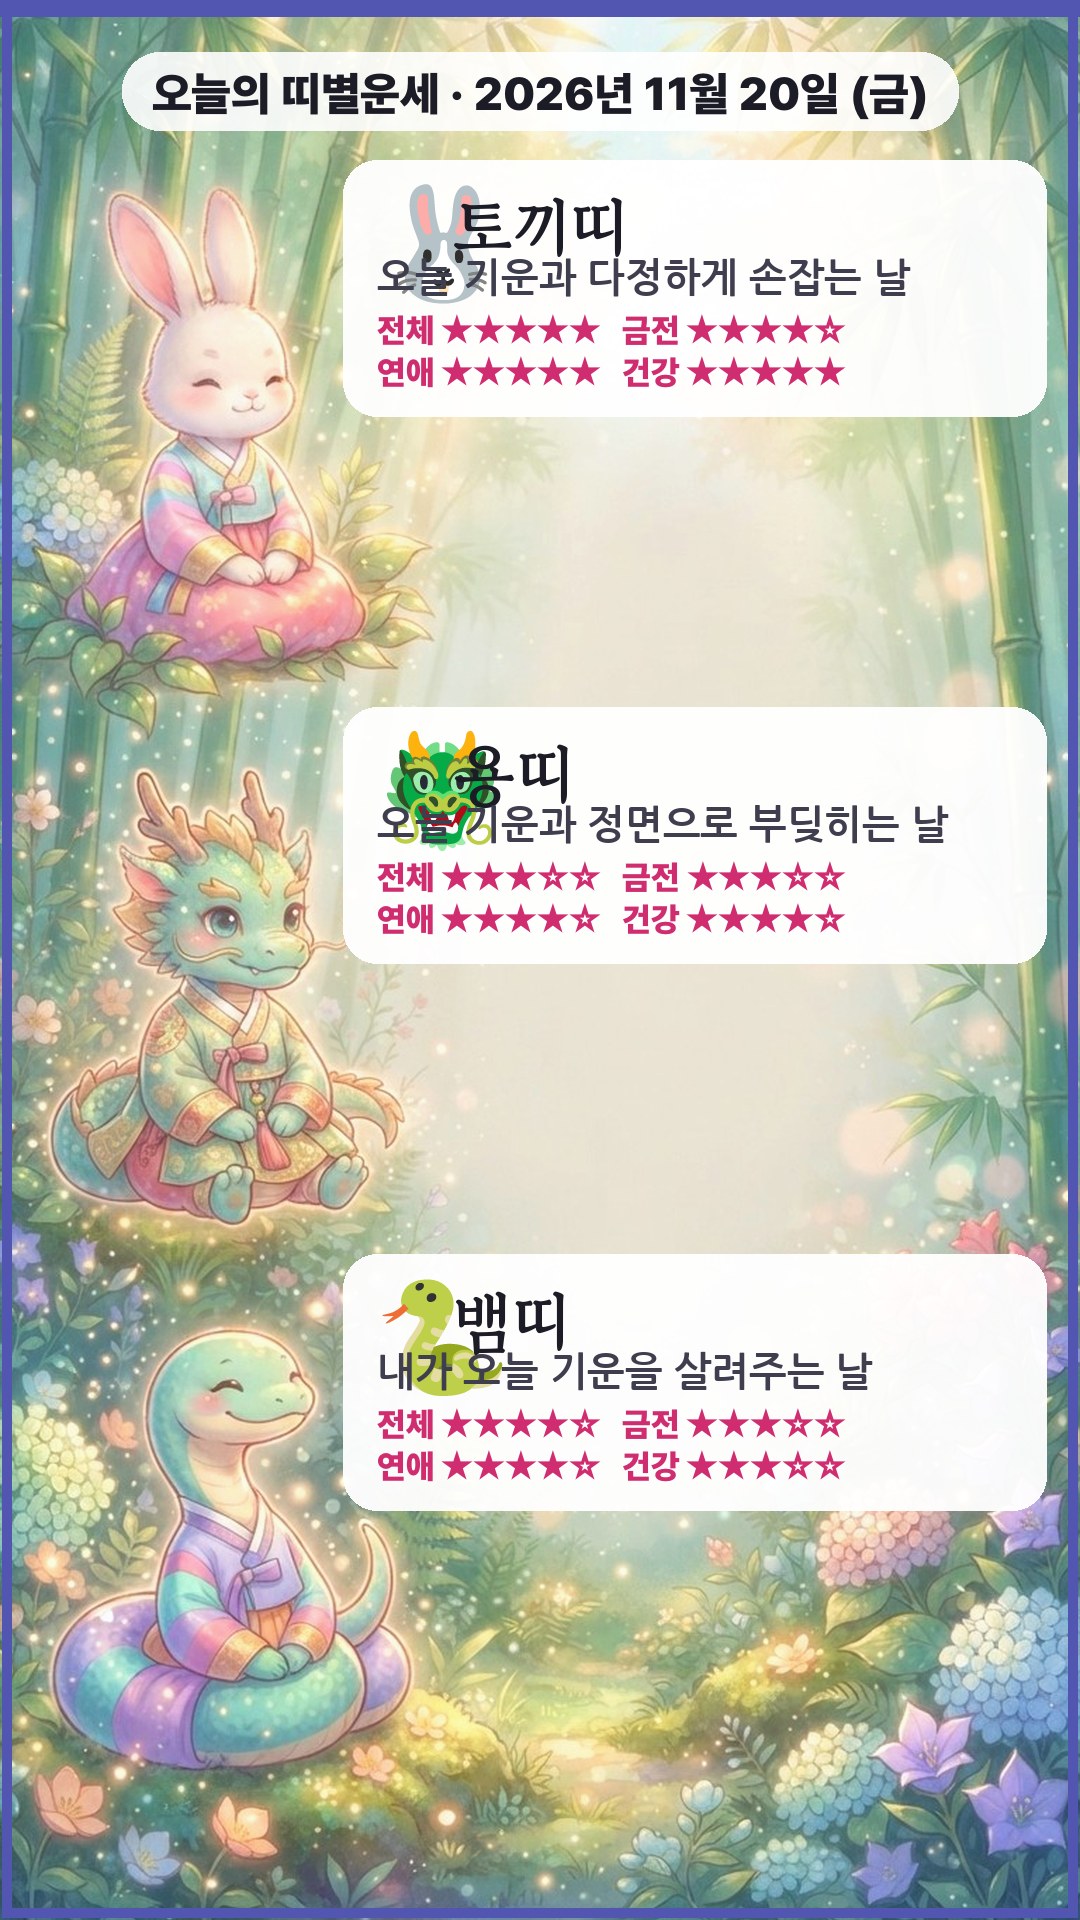 오늘의 띠별운세 · 2026년 11월 20일 (금)
토끼띠
오늘 기운과 다정하게 손잡는 날
전체 ★★★★★ 금전 ★★★★☆
연애 ★★★★★ 건강 ★★★★★
용띠
오늘 기운과 정면으로 부딪히는 날
전체 ★★★☆☆ 금전 ★★★☆☆
연애 ★★★★☆ 건강 ★★★★☆
뱀띠
내가 오늘 기운을 살려주는 날
전체 ★★★★☆ 금전 ★★★☆☆
연애 ★★★★☆ 건강 ★★★☆☆